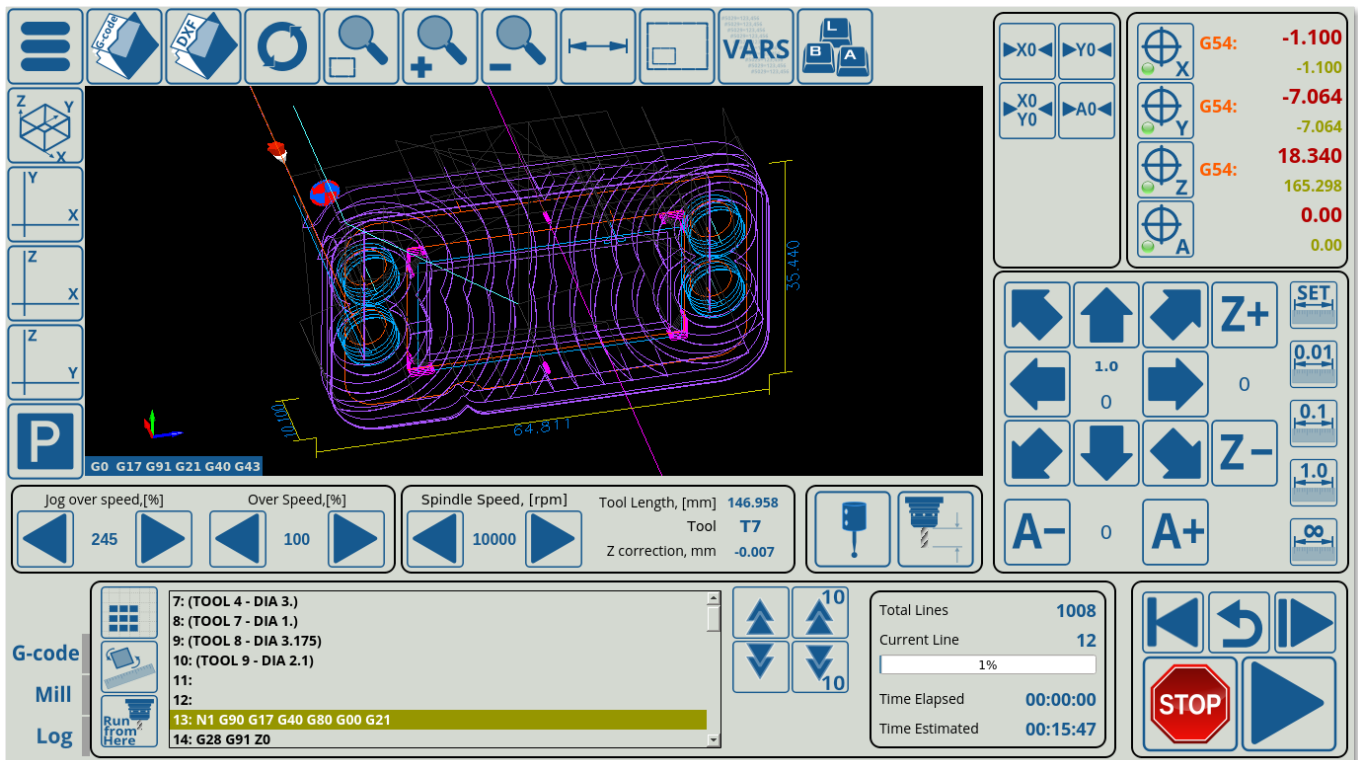 G-code
DXF
VARS
L
B
A
X0
Y0
X0
Y0
A0
X
G54:
-1.100
-1.100
Y
G54:
-7.064
-7.064
Z
G54:
18.340
165.298
A
0.00
0.00
Z
Y
X
Y
X
Z
X
Z
Y
P
35.440
64.811
10.100
G0 G17 G91 G21 G40 G43
Z+
1.0
0
0
Z-
A-
0
A+
SET
0.01
0.1
1.0
∞
Jog over speed,[%]
245
Over Speed,[%]
100
Spindle Speed, [rpm]
10000
Tool Length, [mm] 146.958
Tool T7
Z correction, mm -0.007
G-code
Mill
Log
Run
from
Here
7: (TOOL 4 - DIA 3.)
8: (TOOL 7 - DIA 1.)
9: (TOOL 8 - DIA 3.175)
10: (TOOL 9 - DIA 2.1)
11:
12:
13: N1 G90 G17 G40 G80 G00 G21
14: G28 G91 Z0
10
10
Total Lines 1008
Current Line 12
1%
Time Elapsed 00:00:00
Time Estimated 00:15:47
STOP